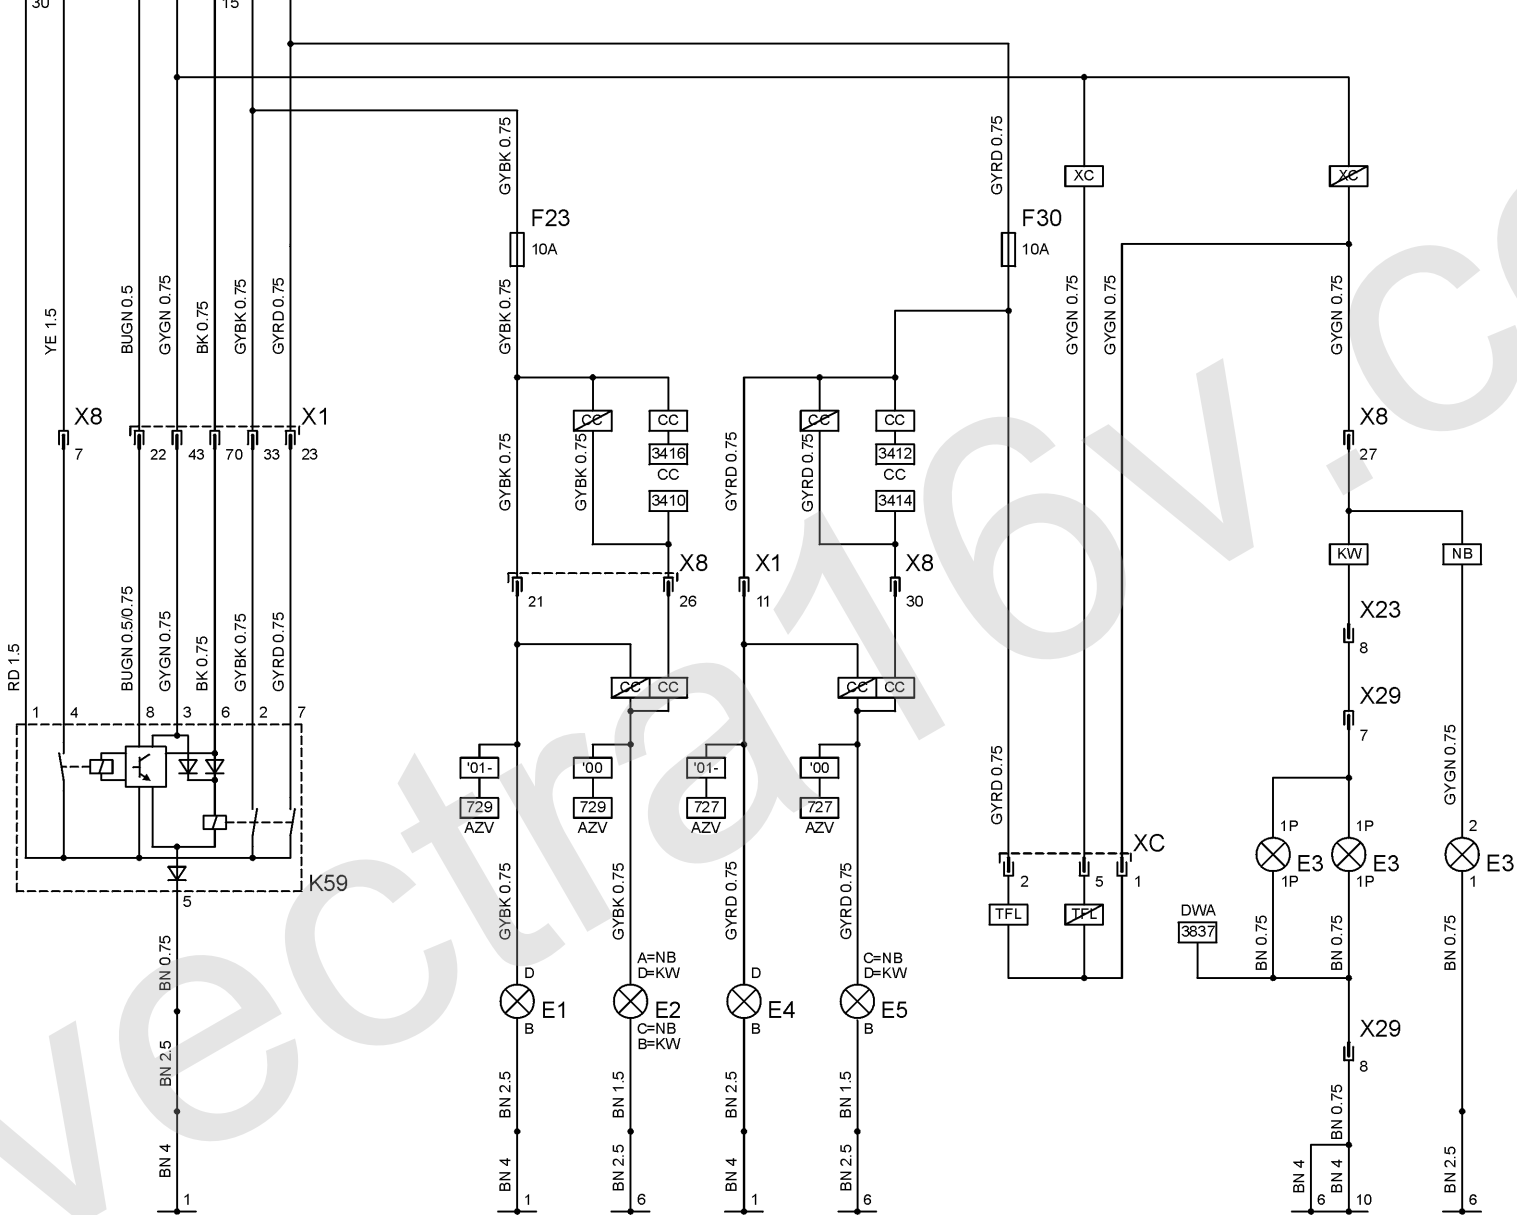 30
15
GYBK 0.75
GYRD 0.75
XC
XC
F23
10A
F30
10A
YE 1.5
BUGN 0.5
GYGN 0.75
BK 0.75
GYBK 0.75
GYRD 0.75
GYBK 0.75
GYGN 0.75
GYGN 0.75
GYGN 0.75
X8
7
X1
22
43
70
33
23
CC
CC
3416
CC
3410
CC
CC
3412
CC
3414
GYBK 0.75
GYBK 0.75
GYRD 0.75
GYRD 0.75
X8
27
KW
NB
X8
21
26
X1
11
X8
30
X23
8
X29
7
RD 1.5
BUGN 0.5/0.75
GYGN 0.75
BK 0.75
GYBK 0.75
GYRD 0.75
CC
CC
CC
CC
1
4
8
3
6
2
7
K59
5
'01-
729
AZV
'00
729
AZV
'01-
727
AZV
'00
727
AZV
GYRD 0.75
GYGN 0.75
XC
2
5
1
TFL
TFL
1P
E3
1P
1P
E3
1P
2
E3
1
DWA
3837
GYBK 0.75
GYBK 0.75
GYRD 0.75
GYRD 0.75
BN 0.75
BN 0.75
BN 0.75
BN 0.75
D
E1
B
A=NB
D=KW
E2
C=NB
B=KW
D
E4
B
C=NB
D=KW
E5
B
X29
8
BN 2.5
BN 2.5
BN 1.5
BN 2.5
BN 1.5
BN 0.75
BN 4
1
BN 4
1
BN 2.5
6
BN 4
1
BN 2.5
6
BN 4
6
BN 4
10
BN 2.5
6
vectra16v.c